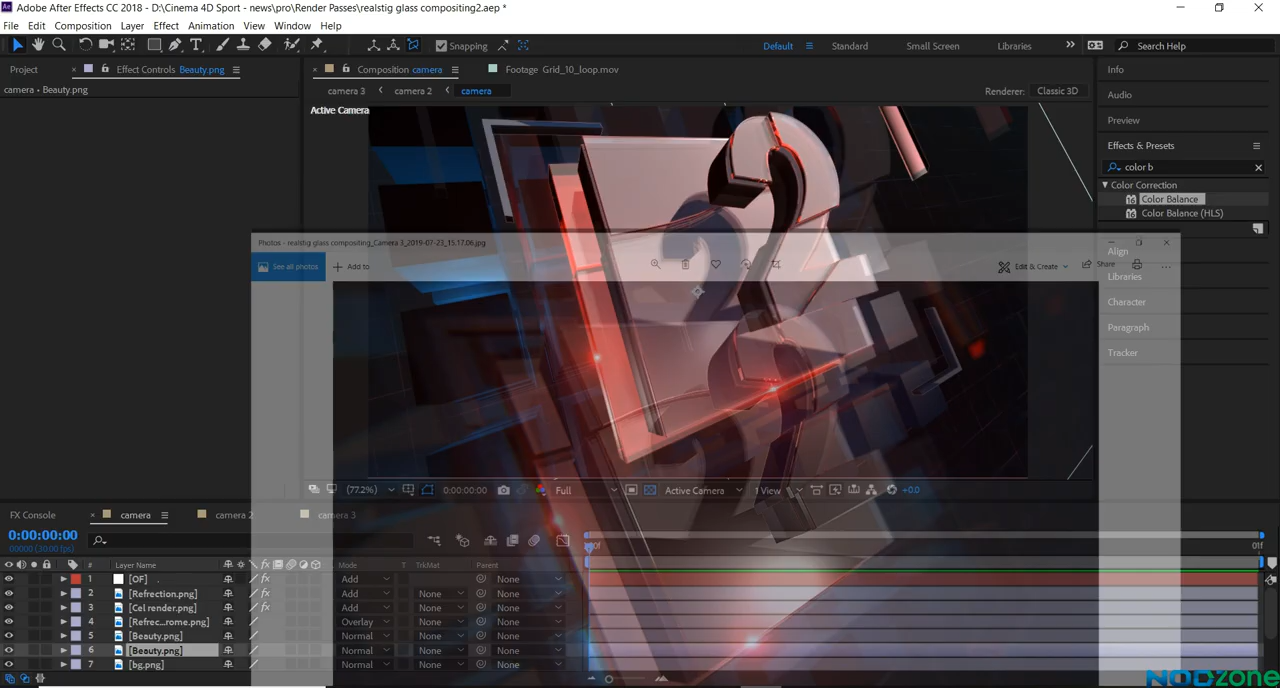 Adobe After Effects CC 2018 - D:\Cinema 4D Sport - news\pro\Render Passes\realstig glass compositing2.aep *
File Edit Composition Layer Effect Animation View Window Help
Snapping
Default Standard Small Screen Libraries Search Help
Project Effect Controls Beauty.png Composition camera Footage Grid_10_loop.mov Info
camera • Beauty.png camera 3 camera 2 camera Renderer: Classic 3D Audio
Active Camera
Preview
Effects & Presets
color b
Color Correction
Color Balance
Color Balance (HLS)
Photos - realstig glass compositing_Camera 3_2019-07-23_15.17.06.jpg
Align
See all photos Add to Edit & Create Share
Libraries
Character
Paragraph
Tracker
(77.2%) 0:00:00:00 Full Active Camera 1 View +0.0
FX Console camera camera 2 camera 3
0:00:00:00
00000 (30.00 fps)
:00f 01f
# Layer Name Mode T TrkMat Parent
1 [OF] Add None
2 [Refrection.png] Add None None
3 [Cel render.png] Add None None
4 [Refrec...rome.png] Overlay None None
5 [Beauty.png] Normal None None
6 [Beauty.png] Normal None None
7 [bg.png] Normal None None